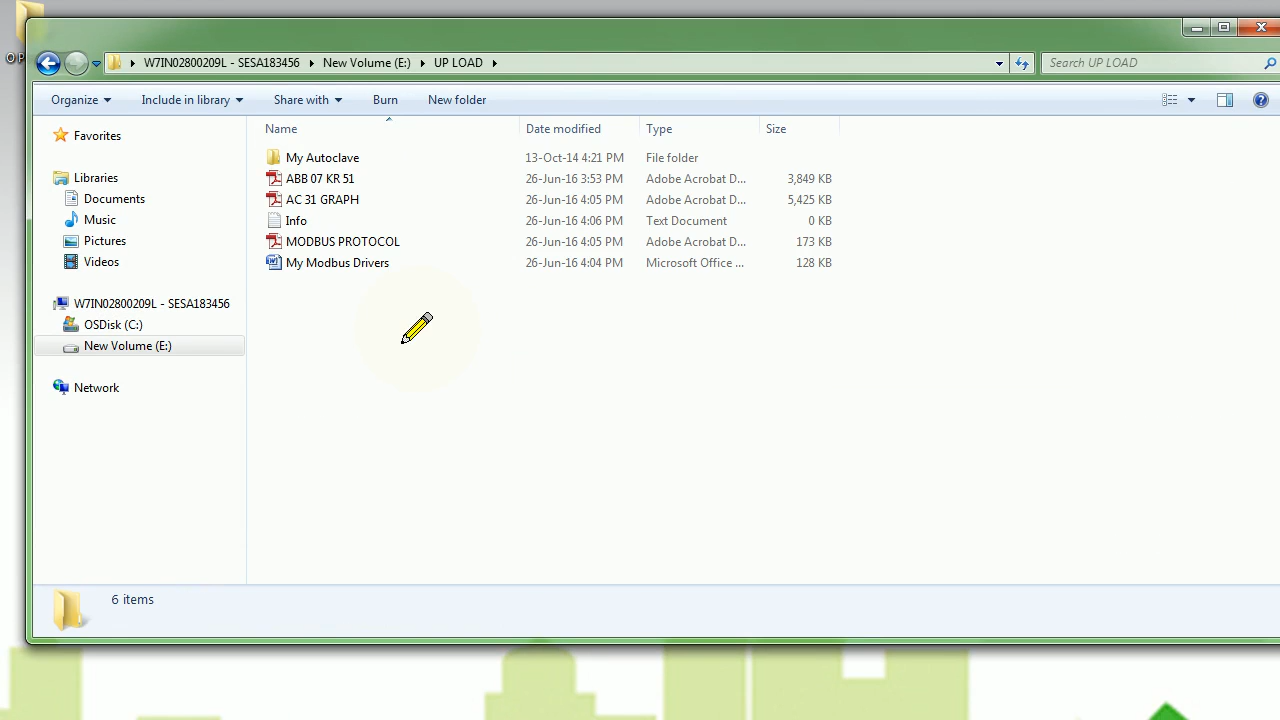 O P
W7IN02800209L - SESA183456 New Volume (E:) UP LOAD Search UP LOAD
Organize Include in library Share with Burn New folder
Favorites
Libraries
Documents
Music
Pictures
Videos
W7IN02800209L - SESA183456
OSDisk (C:)
New Volume (E:)
Network
Name Date modified Type Size
My Autoclave 13-Oct-14 4:21 PM File folder
ABB 07 KR 51 26-Jun-16 3:53 PM Adobe Acrobat D... 3,849 KB
AC 31 GRAPH 26-Jun-16 4:05 PM Adobe Acrobat D... 5,425 KB
Info 26-Jun-16 4:06 PM Text Document 0 KB
MODBUS PROTOCOL 26-Jun-16 4:05 PM Adobe Acrobat D... 173 KB
My Modbus Drivers 26-Jun-16 4:04 PM Microsoft Office ... 128 KB
6 items